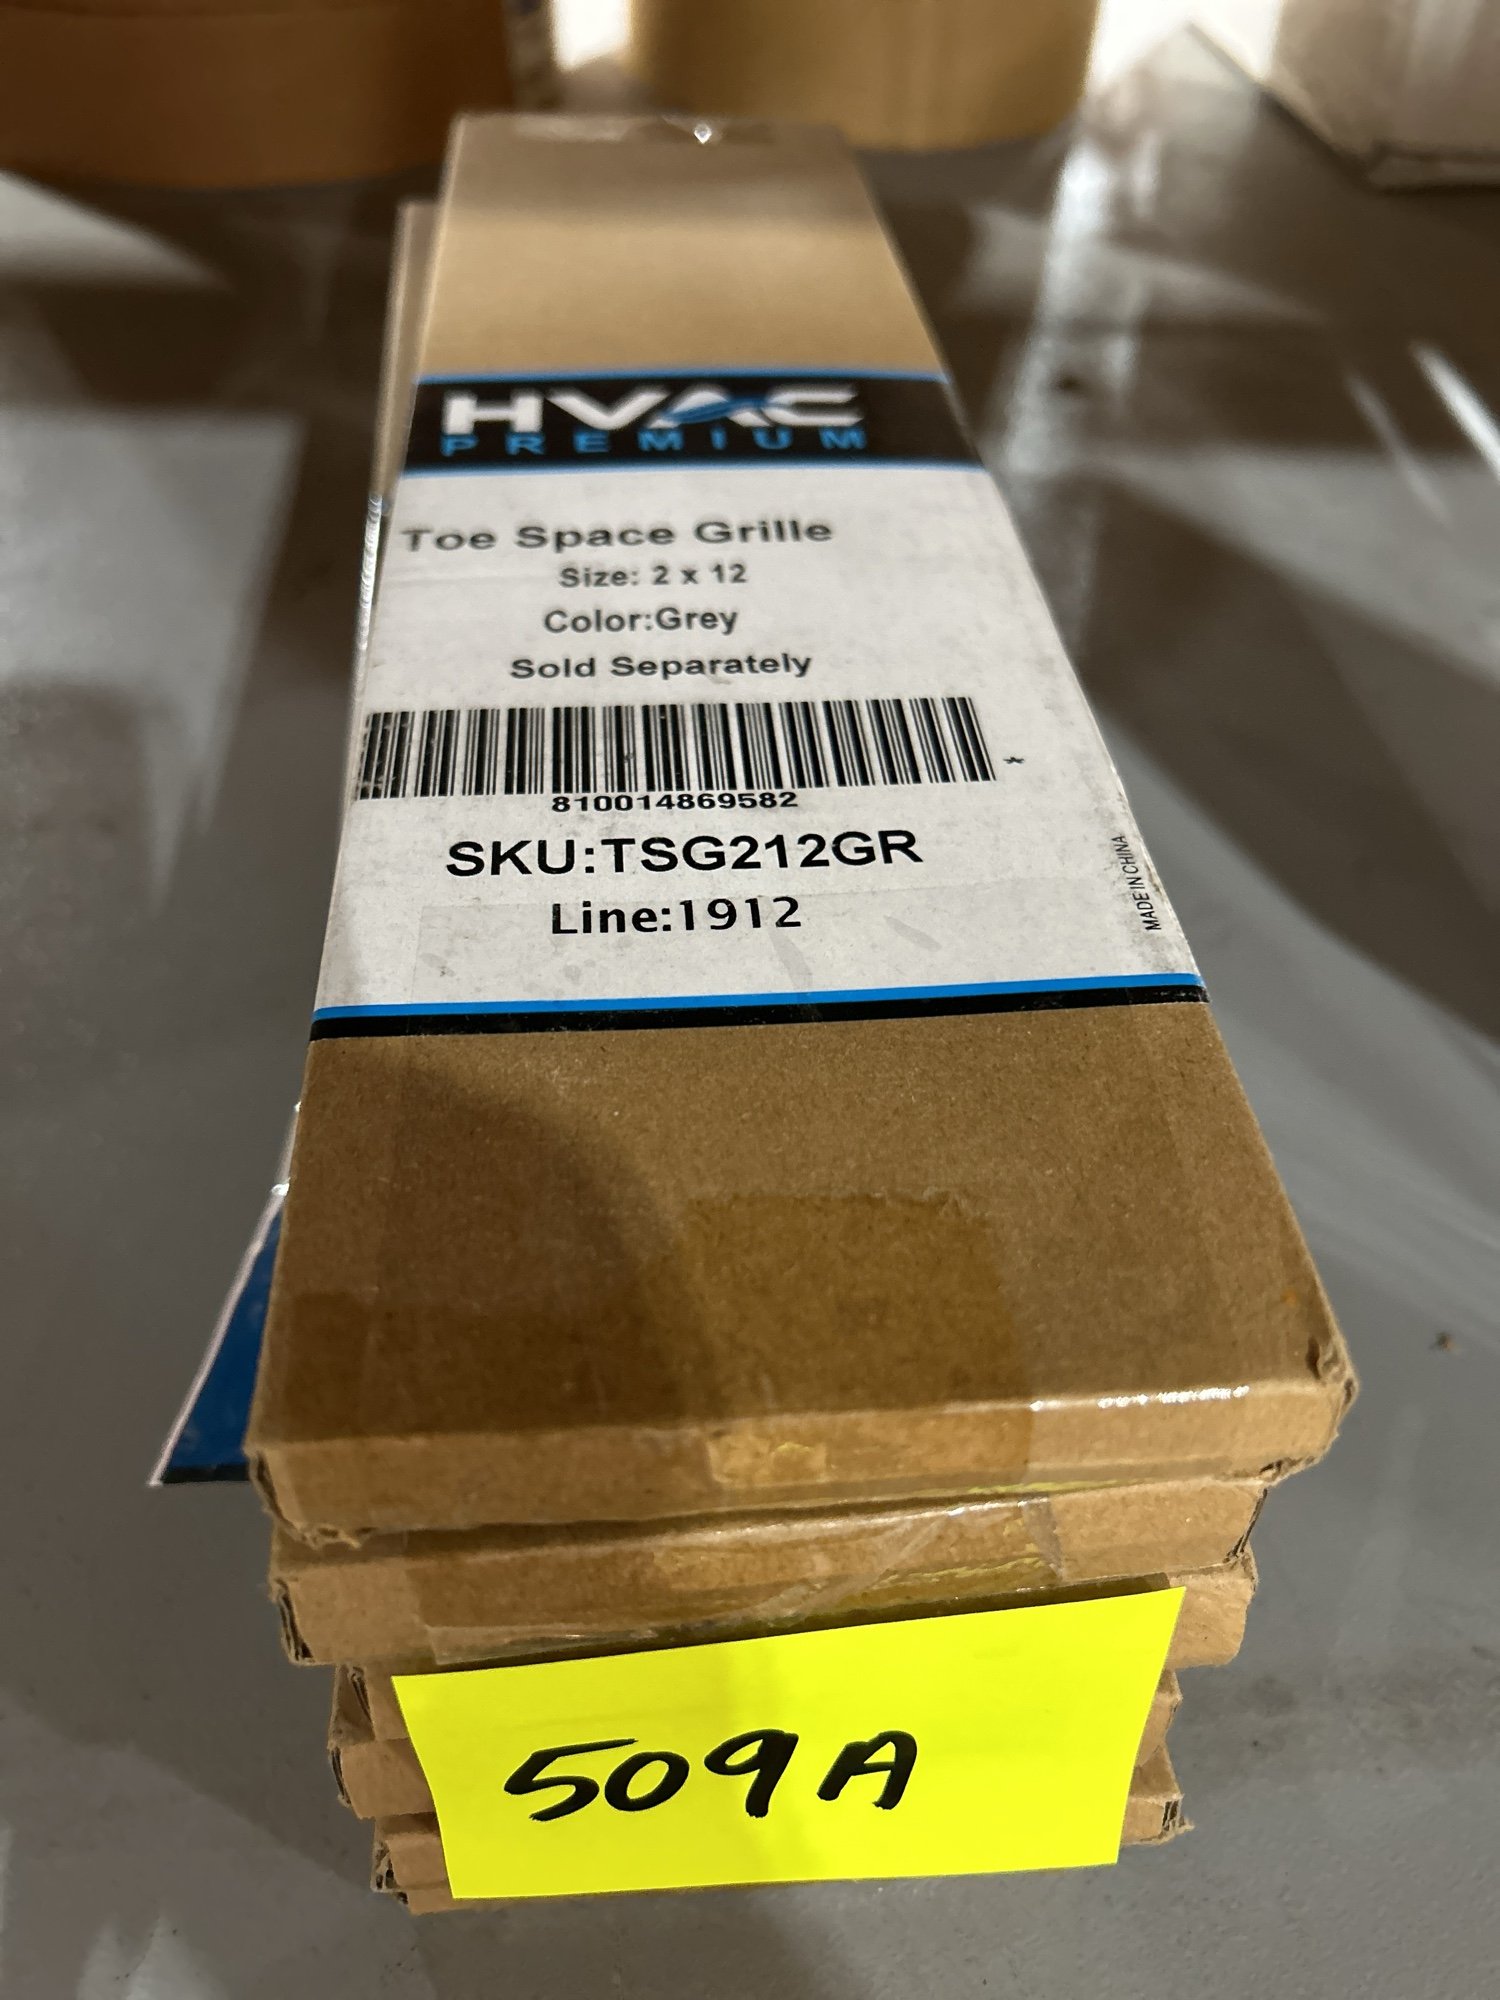 HVAC
PREMIUM
Toe Space Grille
Size: 2 x 12
Color:Grey
Sold Separately
*
810014869582
SKU:TSG212GR
Line:1912
MADE IN CHINA
509A